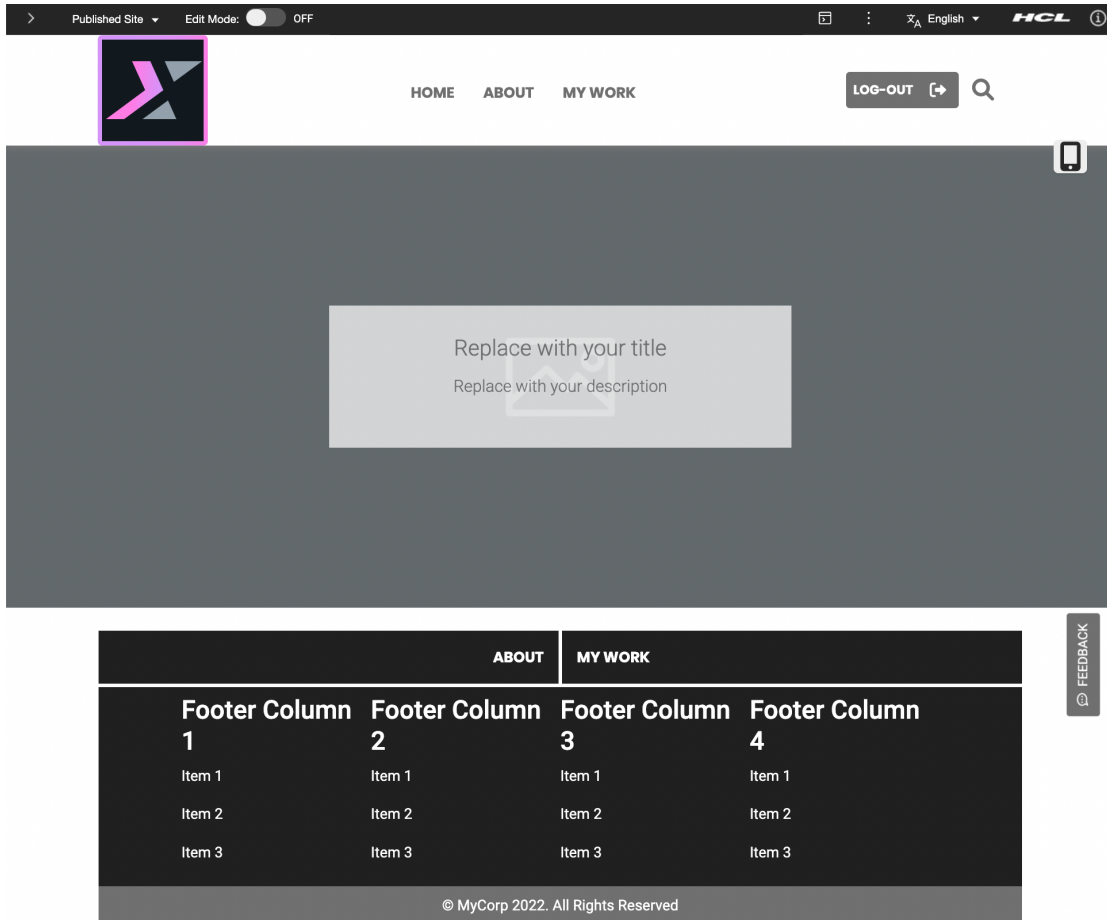 Published Site Edit Mode: OFF English HCL
HOME ABOUT MY WORK LOG-OUT
Replace with your title
Replace with your description
FEEDBACK
ABOUT MY WORK
Footer Column 1
Item 1
Item 2
Item 3
Footer Column 2
Item 1
Item 2
Item 3
Footer Column 3
Item 1
Item 2
Item 3
Footer Column 4
Item 1
Item 2
Item 3
© MyCorp 2022. All Rights Reserved